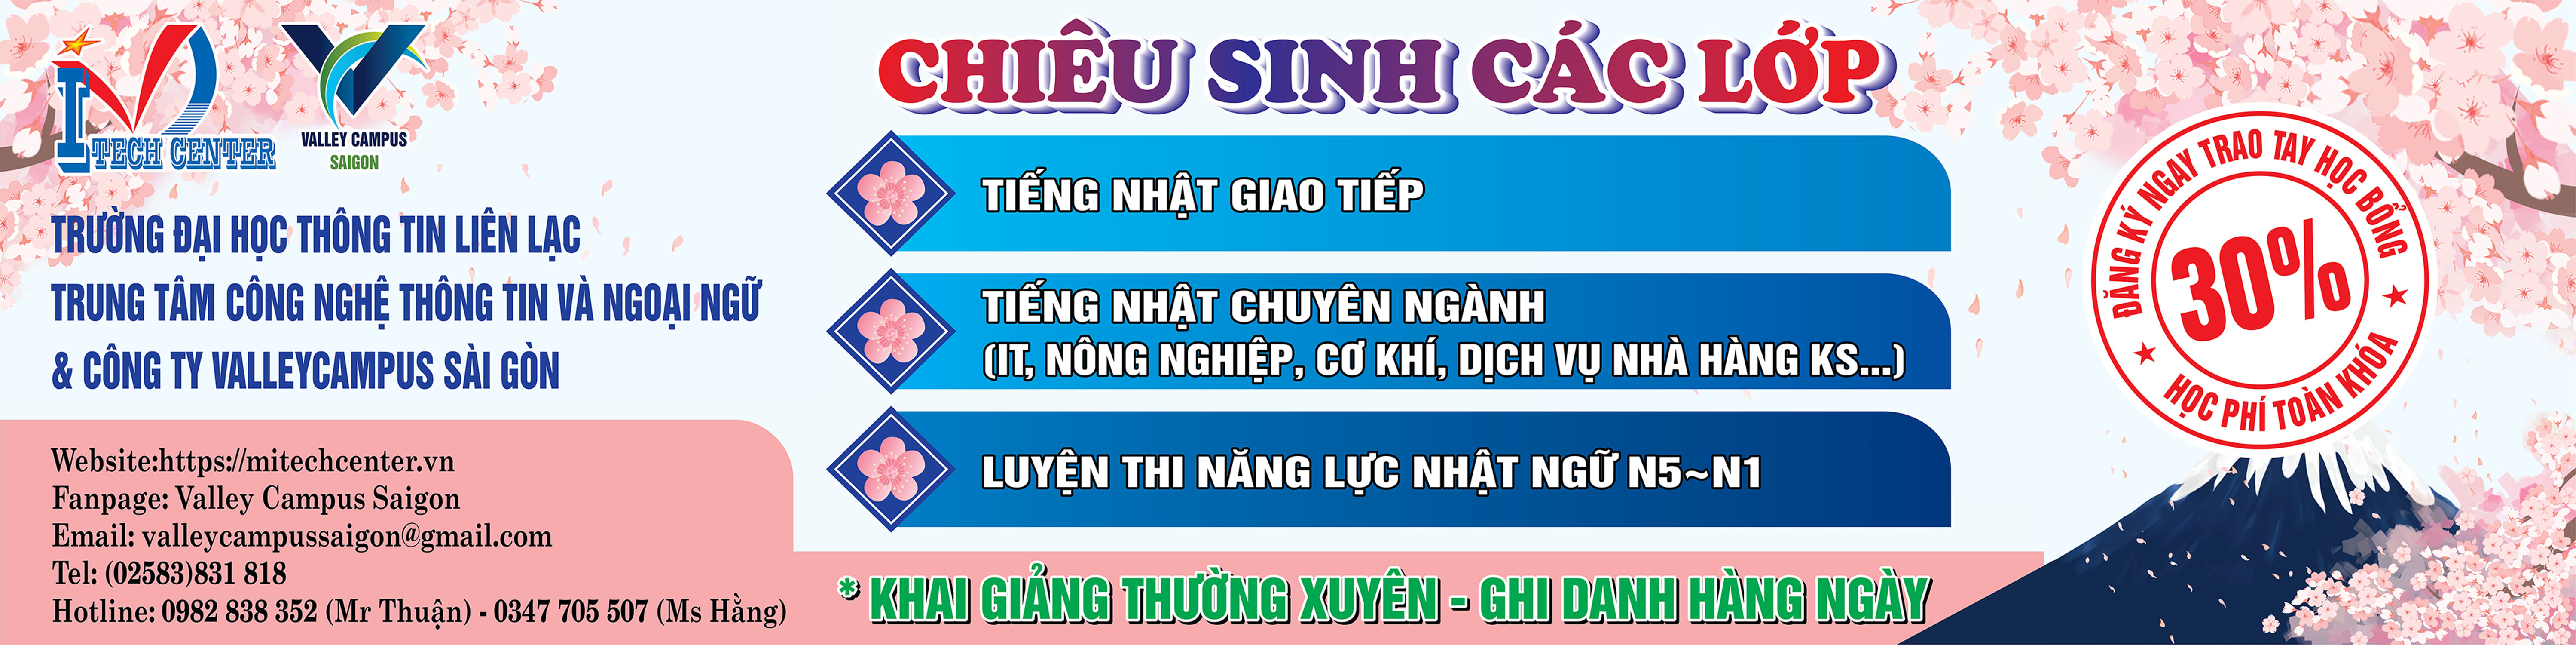 MI
TECH CENTER
VALLEY CAMPUS
SAIGON
TRƯỜNG ĐẠI HỌC THÔNG TIN LIÊN LẠC
TRUNG TÂM CÔNG NGHỆ THÔNG TIN VÀ NGOẠI NGỮ
& CÔNG TY VALLEYCAMPUS SÀI GÒN
Website:https://mitechcenter.vn
Fanpage: Valley Campus Saigon
Email: valleycampussaigon@gmail.com
Tel: (02583)831 818
Hotline: 0982 838 352 (Mr Thuận) - 0347 705 507 (Ms Hằng)
CHIÊU SINH CÁC LỚP
TIẾNG NHẬT GIAO TIẾP
TIẾNG NHẬT CHUYÊN NGÀNH
(IT, NÔNG NGHIỆP, CƠ KHÍ, DỊCH VỤ NHÀ HÀNG KS...)
LUYỆN THI NĂNG LỰC NHẬT NGỮ N5~N1
* KHAI GIẢNG THƯỜNG XUYÊN - GHI DANH HÀNG NGÀY
ĐĂNG KÝ NGAY TRAO TAY HỌC BỔNG
30%
HỌC PHÍ TOÀN KHÓA